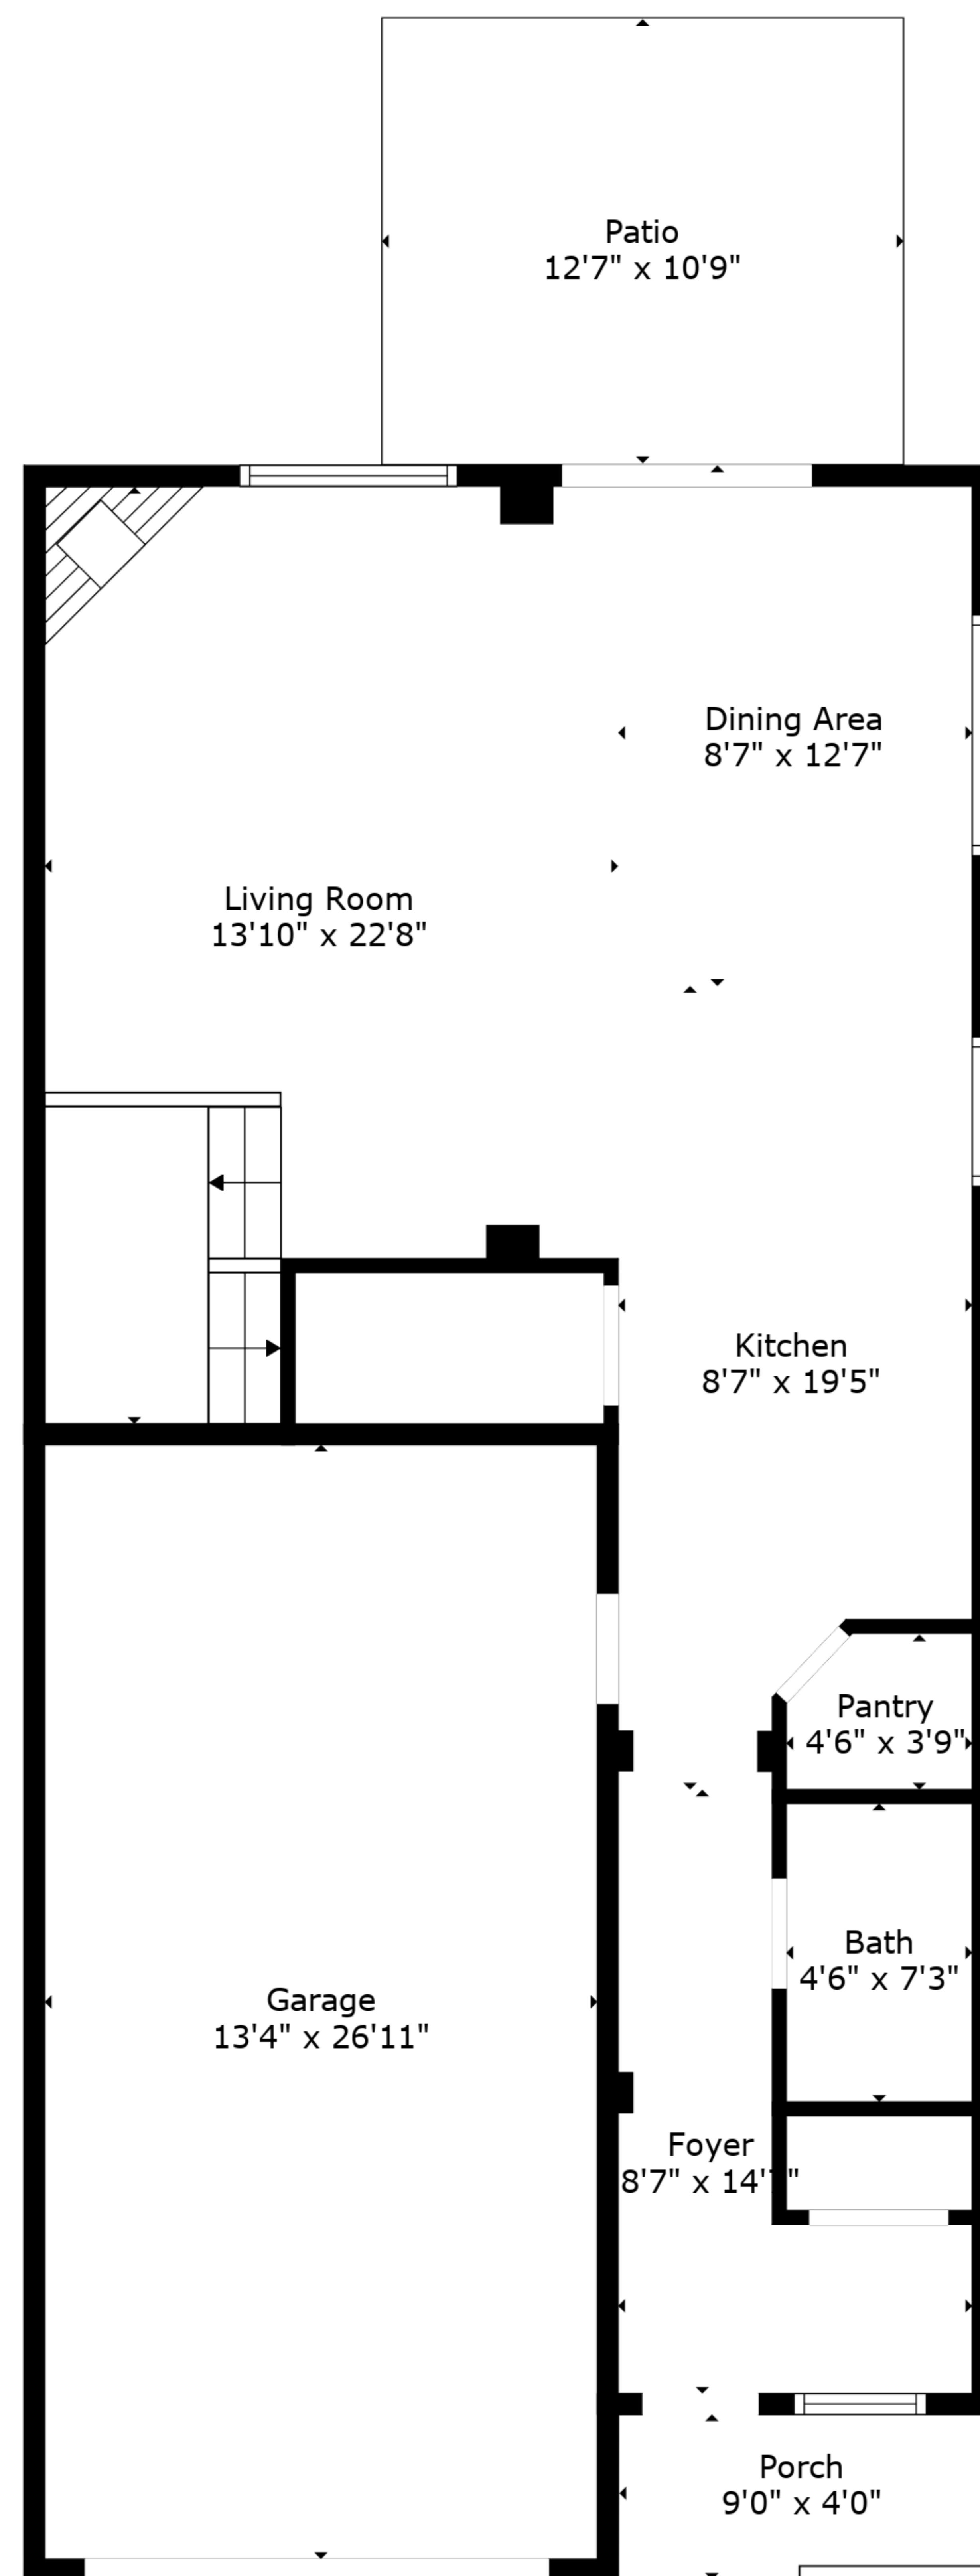 Patio
12'7" x 10'9"
Dining Area
8'7" x 12'7"
Living Room
13'10" x 22'8"
Kitchen
8'7" x 19'5"
Pantry
4'6" x 3'9"
Bath
4'6" x 7'3"
Garage
13'4" x 26'11"
Foyer
8'7" x
Porch
9'0" x 4'0"